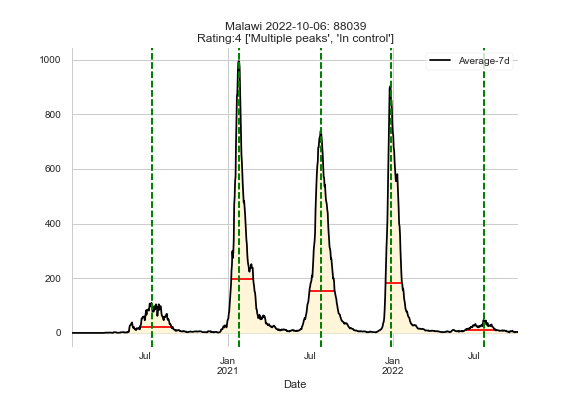 Malawi 2022-10-06: 88039
Rating:4 ['Multiple peaks', 'In control']
Average-7d
1000
800
600
400
200
0
Jul
Jan
2021
Jul
Jan
2022
Jul
Date